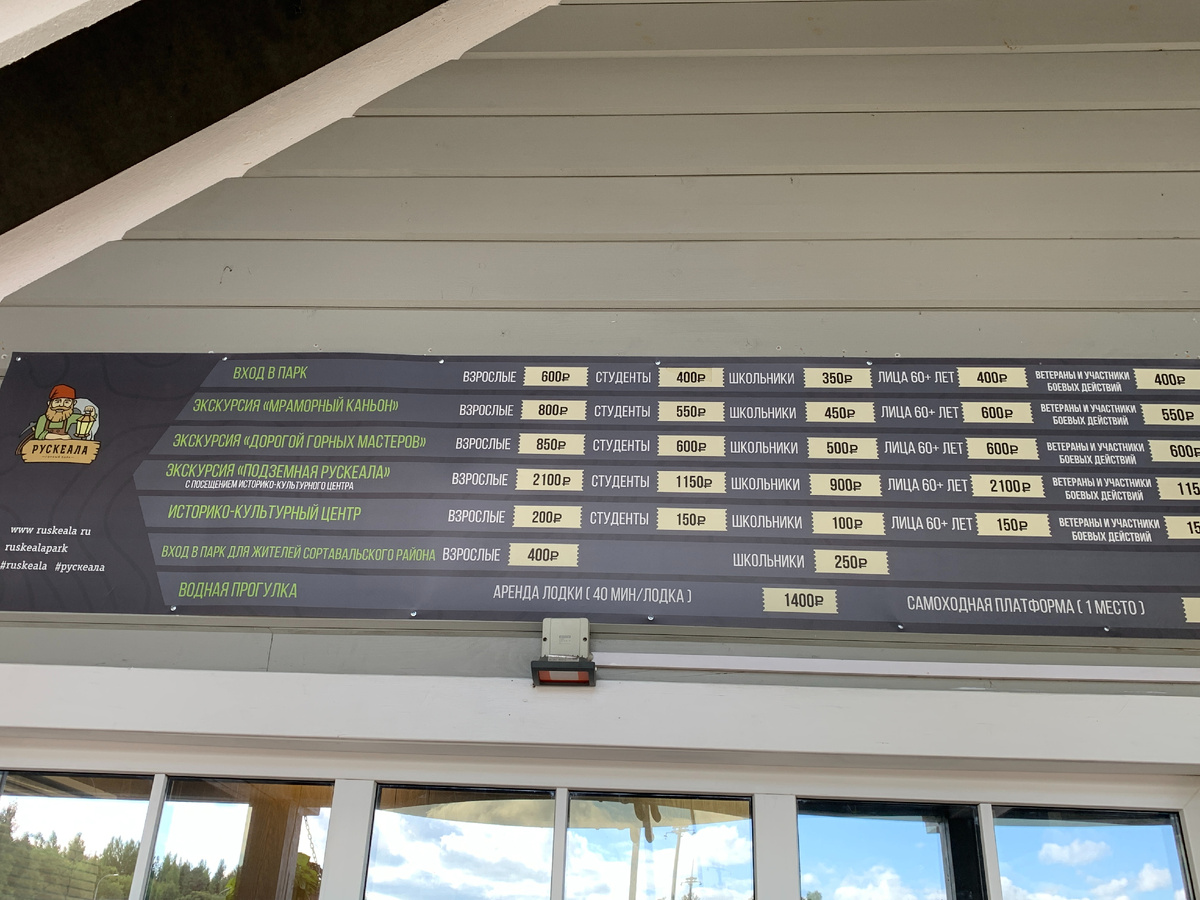 ВХОД В ПАРК ВЗРОСЛЫЕ 600₽ СТУДЕНТЫ 400₽ ШКОЛЬНИКИ 350₽ ЛИЦА 60+ ЛЕТ 400₽ ВЕТЕРАНЫ И УЧАСТНИКИ БОЕВЫХ ДЕЙСТВИЙ 400₽
ЭКСКУРСИЯ «МРАМОРНЫЙ КАНЬОН» ВЗРОСЛЫЕ 800₽ СТУДЕНТЫ 550₽ ШКОЛЬНИКИ 450₽ ЛИЦА 60+ ЛЕТ 600₽ ВЕТЕРАНЫ И УЧАСТНИКИ БОЕВЫХ ДЕЙСТВИЙ 550₽
ЭКСКУРСИЯ «ДОРОГОЙ ГОРНЫХ МАСТЕРОВ» ВЗРОСЛЫЕ 850₽ СТУДЕНТЫ 600₽ ШКОЛЬНИКИ 500₽ ЛИЦА 60+ ЛЕТ 600₽ ВЕТЕРАНЫ И УЧАСТНИКИ БОЕВЫХ ДЕЙСТВИЙ 600₽
ЭКСКУРСИЯ «ПОДЗЕМНАЯ РУСКЕАЛА» ВЗРОСЛЫЕ 2100₽ СТУДЕНТЫ 1150₽ ШКОЛЬНИКИ 900₽ ЛИЦА 60+ ЛЕТ 2100₽ ВЕТЕРАНЫ И УЧАСТНИКИ БОЕВЫХ ДЕЙСТВИЙ 115
С ПОСЕЩЕНИЕМ ИСТОРИКО-КУЛЬТУРНОГО ЦЕНТРА
ИСТОРИКО-КУЛЬТУРНЫЙ ЦЕНТР ВЗРОСЛЫЕ 200₽ СТУДЕНТЫ 150₽ ШКОЛЬНИКИ 100₽ ЛИЦА 60+ ЛЕТ 150₽ ВЕТЕРАНЫ И УЧАСТНИКИ БОЕВЫХ ДЕЙСТВИЙ 15
ВХОД В ПАРК ДЛЯ ЖИТЕЛЕЙ СОРТАВАЛЬСКОГО РАЙОНА ВЗРОСЛЫЕ 400₽ ШКОЛЬНИКИ 250₽
ВОДНАЯ ПРОГУЛКА АРЕНДА ЛОДКИ ( 40 МИН/ЛОДКА ) 1400₽ САМОХОДНАЯ ПЛАТФОРМА ( 1 МЕСТО )
РУСКЕАЛА
www ruskeala ru
ruskealapark
#ruskeala #рускеала